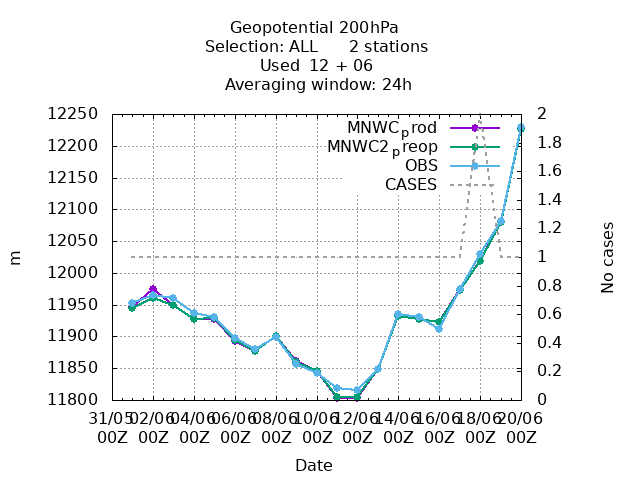 Geopotential 200hPa
Selection: ALL 2 stations
Used 12 + 06
Averaging window: 24h
12250
12200
12150
12100
12050
12000
11950
11900
11850
11800
m
2
1.8
1.6
1.4
1.2
1
0.8
0.6
0.4
0.2
0
No cases
MNWCprod
MNWC2preop
OBS
CASES
31/05 02/06 04/06 06/06 08/06 10/06 12/06 14/06 16/06 18/06 20/06
00Z 00Z 00Z 00Z 00Z 00Z 00Z 00Z 00Z 00Z 00Z
Date